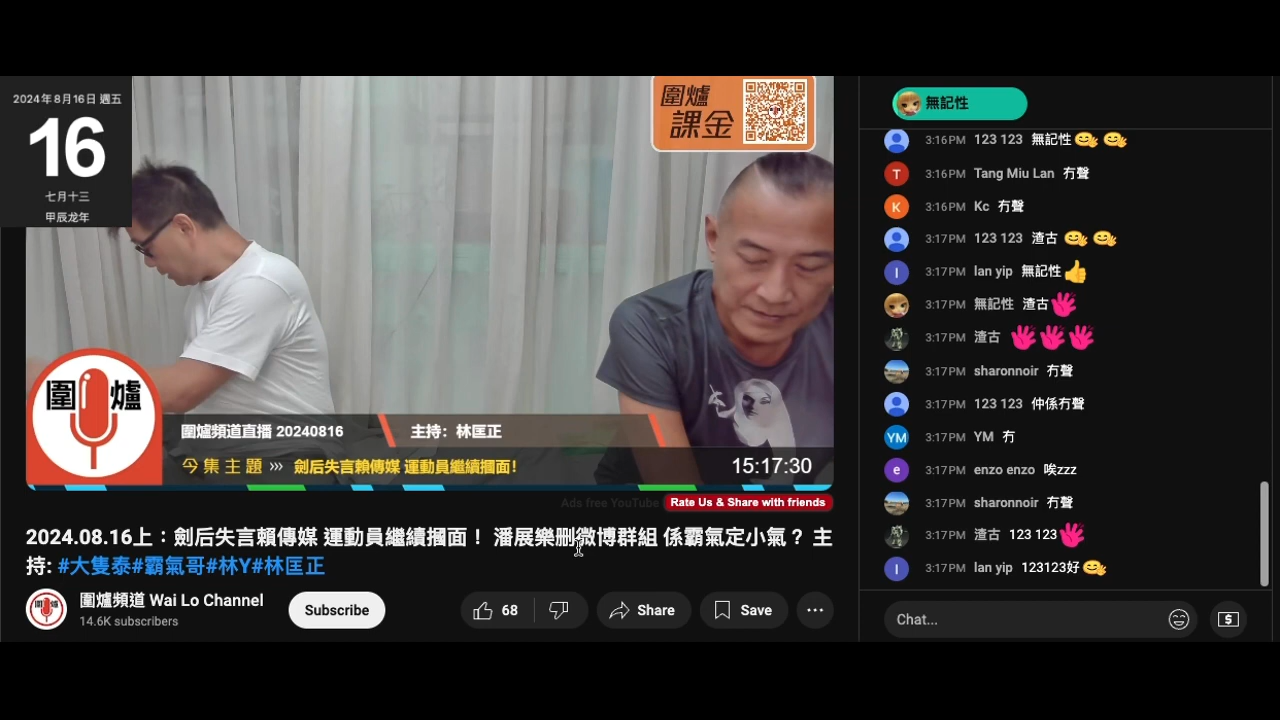 2024年8月16日 週五
16
七月十三
甲辰龙年
圍爐
課金
圍 爐
圍爐頻道直播 20240816
主持：林匡正
今集主題 »› 劍后失言賴傳媒 運動員繼續摑面！
15:17:30
Ads free YouTube
Rate Us & Share with friends
2024.08.16上：劍后失言賴傳媒 運動員繼續摑面！ 潘展樂刪微博群組 係霸氣定小氣？ 主
持: #大隻泰#霸氣哥#林Y#林匡正
圍爐頻道 Wai Lo Channel
14.6K subscribers
Subscribe
68
Share
Save
無記性
3:16PM 123 123 無記性
T 3:16PM Tang Miu Lan 冇聲
K 3:16PM Kc 冇聲
3:17PM 123 123 渣古
I 3:17PM lan yip 無記性
3:17PM 無記性 渣古
3:17PM 渣古
3:17PM sharonnoir 冇聲
3:17PM 123 123 仲係冇聲
YM 3:17PM YM 冇
e 3:17PM enzo enzo 唉zzz
3:17PM sharonnoir 冇聲
3:17PM 渣古 123 123
I 3:17PM lan yip 123123好
Chat...